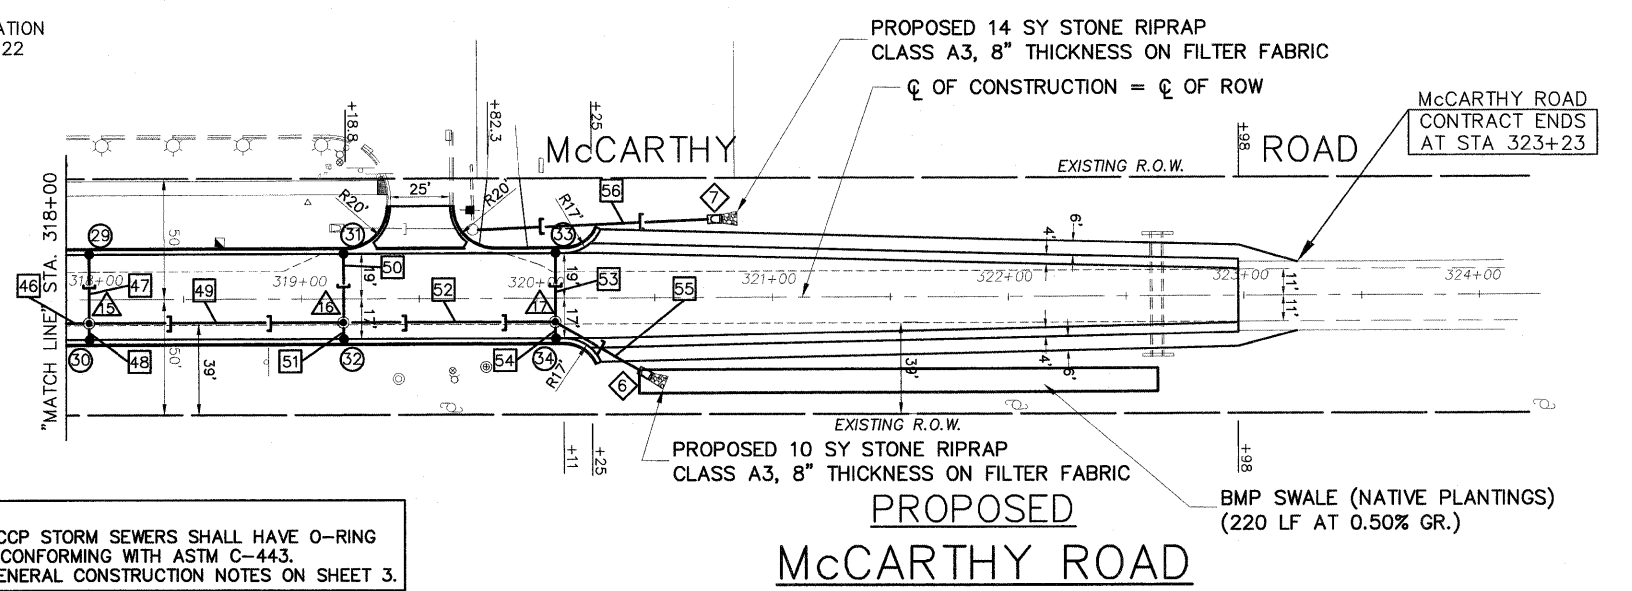 ATION
22
PROPOSED 14 SY STONE RIPRAP
CLASS A3, 8" THICKNESS ON FILTER FABRIC
℄ OF CONSTRUCTION = ℄ OF ROW
McCARTHY ROAD
CONTRACT ENDS
AT STA 323+23
+18.8
+82.3
+25
+98
McCARTHY
ROAD
EXISTING R.O.W.
"MATCH LINE" STA. 318+00
50'
R20'
25'
R20'
R17'
56
7
29
31
33
4'
6'
46
318+00
47
15
49
319+00
16
50
19'
17'
52
320+00
17
53
19'
17'
55
321+00
322+00
323+00
324+00
11'
11'
30
48
50'
39'
51
32
54
34
R17'
6
39'
4'
6'
EXISTING R.O.W.
+11
+25
+98
PROPOSED 10 SY STONE RIPRAP
CLASS A3, 8" THICKNESS ON FILTER FABRIC
BMP SWALE (NATIVE PLANTINGS)
(220 LF AT 0.50% GR.)
PROPOSED
McCARTHY ROAD
CCP STORM SEWERS SHALL HAVE O-RING
CONFORMING WITH ASTM C-443.
ENERAL CONSTRUCTION NOTES ON SHEET 3.